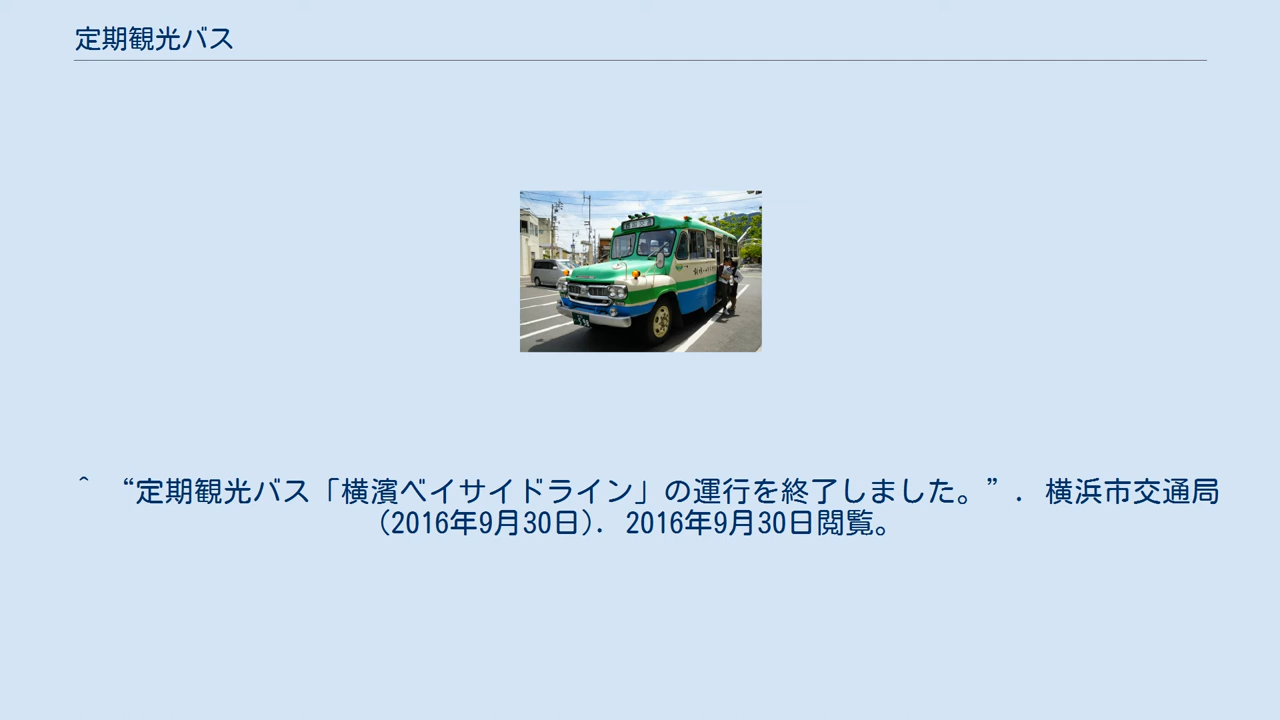 定期観光バス
^ “定期観光バス「横濱ベイサイドライン」の運行を終了しました。”. 横浜市交通局
(2016年9月30日). 2016年9月30日閲覧。